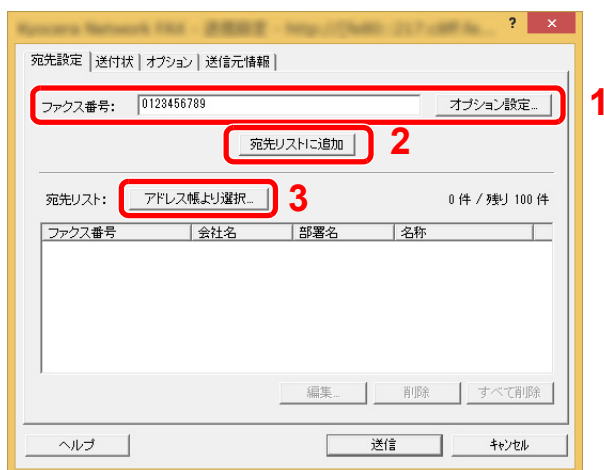 ?  ×
宛先設定 送付状 オプション 送信元情報
ファクス番号: 0123456789 オプション設定... 1
宛先リストに追加 2
宛先リスト: アドレス帳より選択... 3 0 件 / 残り 100 件
ファクス番号 会社名 部署名 名称
編集... 削除 すべて削除
ヘルプ 送信 キャンセル